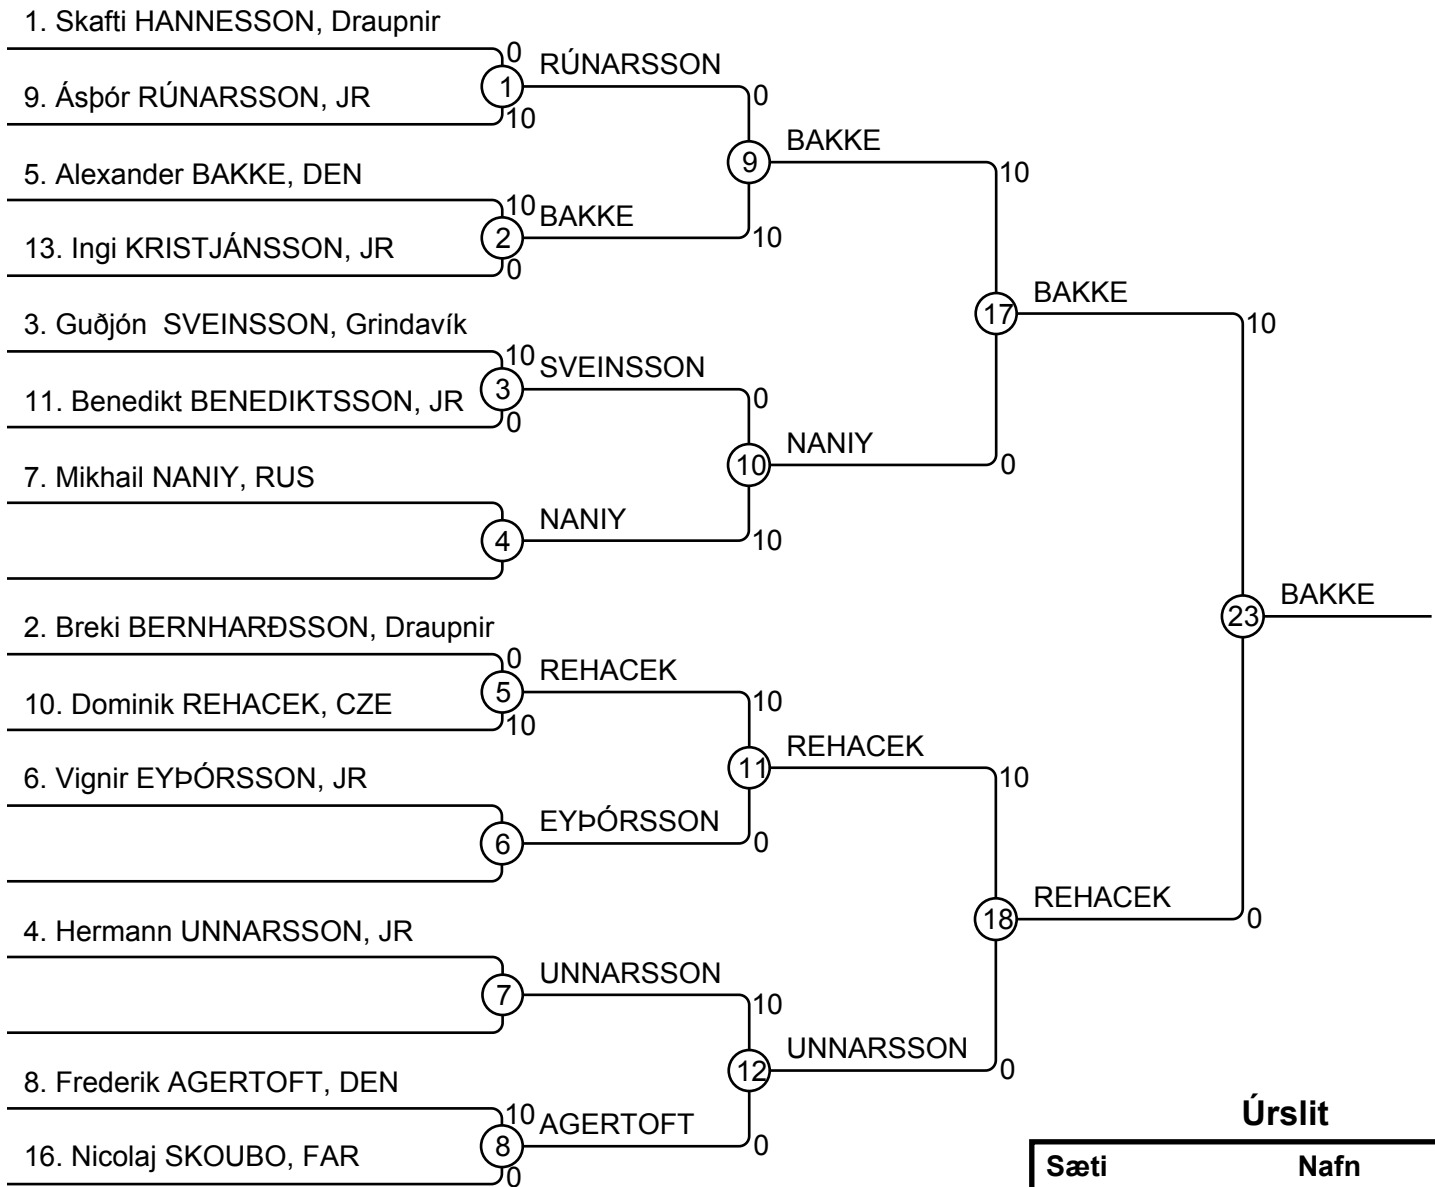 1. Skafti HANNESSON, Draupnir
0
RÚNARSSON
1
0
9. Ásþór RÚNARSSON, JR
10
BAKKE
9
10
5. Alexander BAKKE, DEN
10
BAKKE
2
10
13. Ingi KRISTJÁNSSON, JR
0
BAKKE
17
10
3. Guðjón  SVEINSSON, Grindavík
10
SVEINSSON
3
0
11. Benedikt BENEDIKTSSON, JR
0
NANIY
10
0
7. Mikhail NANIY, RUS
NANIY
4
10
BAKKE
23
2. Breki BERNHARÐSSON, Draupnir
0
REHACEK
5
10
10. Dominik REHACEK, CZE
10
REHACEK
11
10
6. Vignir EYÞÓRSSON, JR
EYÞÓRSSON
6
0
REHACEK
18
0
4. Hermann UNNARSSON, JR
UNNARSSON
7
10
UNNARSSON
12
0
8. Frederik AGERTOFT, DEN
10
AGERTOFT
8
0
16. Nicolaj SKOUBO, FAR
0
Úrslit
Sæti Nafn